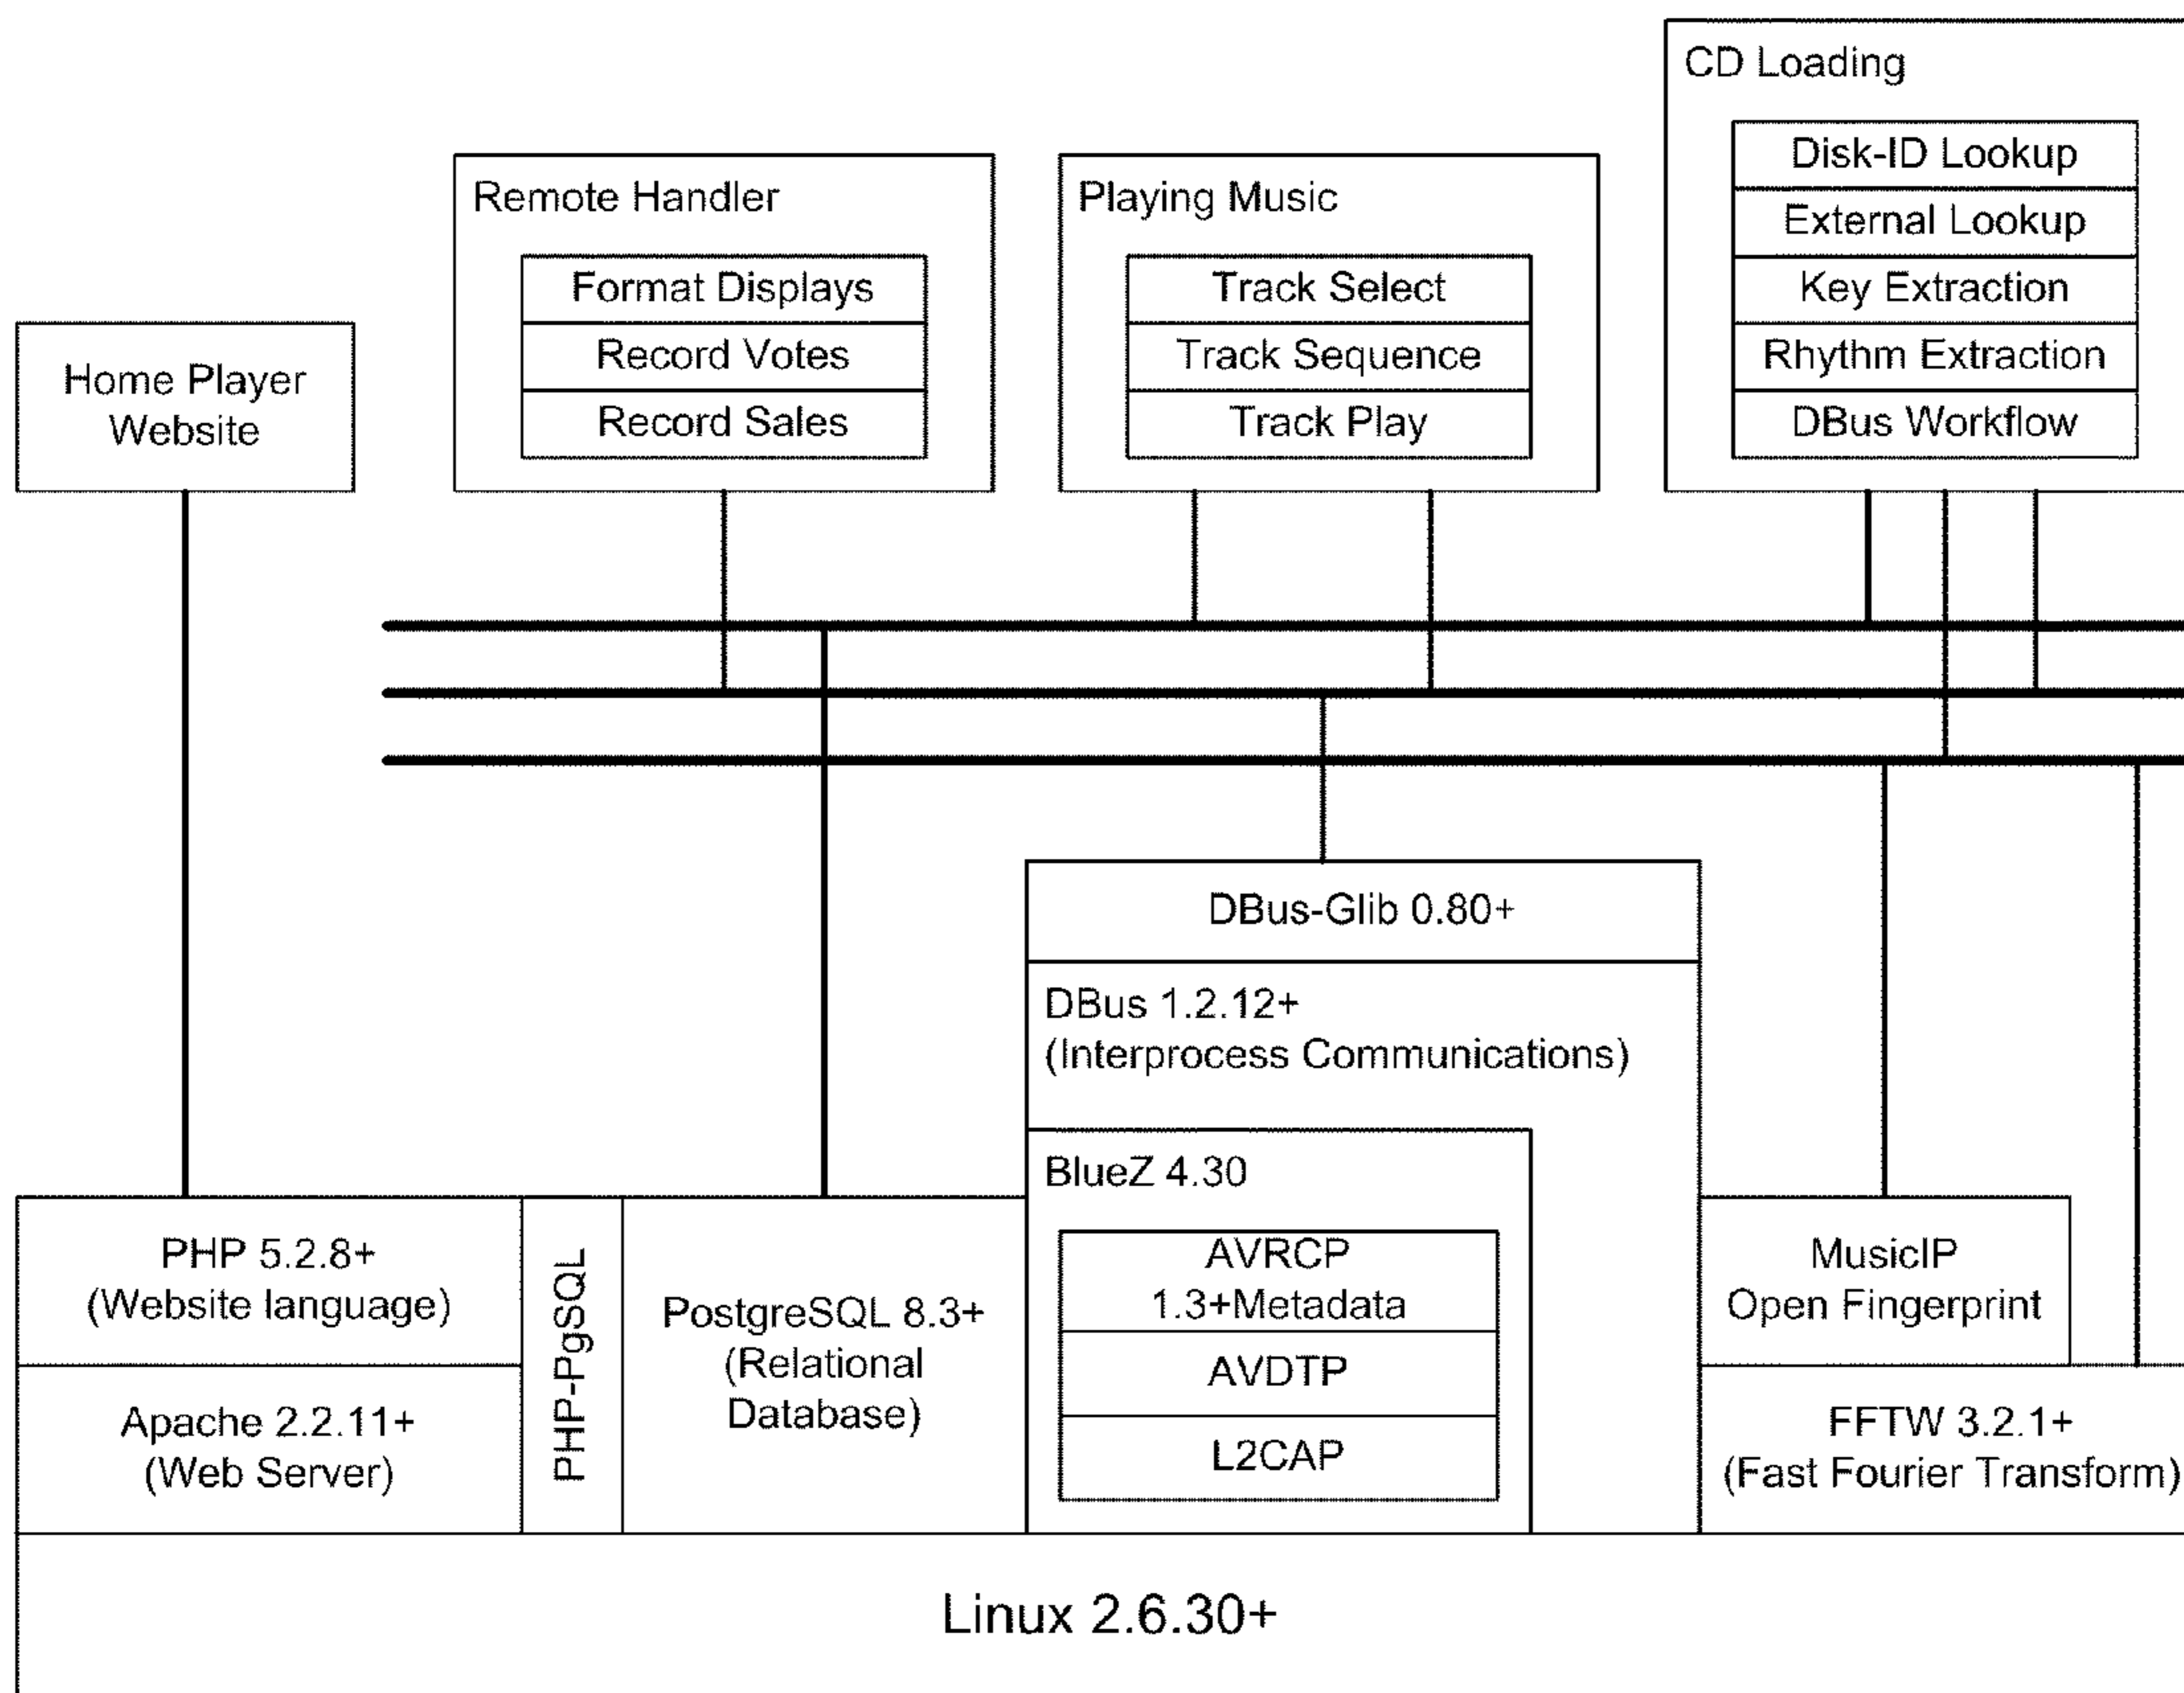 CD Loading
Disk-ID Lookup
External Lookup
Key Extraction
Rhythm Extraction
DBus Workflow
Remote Handler
Format Displays
Record Votes
Record Sales
Playing Music
Track Select
Track Sequence
Track Play
Home Player
Website
DBus-Glib 0.80+
DBus 1.2.12+
(Interprocess Communications)
BlueZ 4.30
AVRCP
1.3+Metadata
AVDTP
L2CAP
PHP 5.2.8+
(Website language)
Apache 2.2.11+
(Web Server)
PHP-PgSQL
PostgreSQL 8.3+
(Relational
Database)
MusicIP
Open Fingerprint
FFTW 3.2.1+
(Fast Fourier Transform)
Linux 2.6.30+